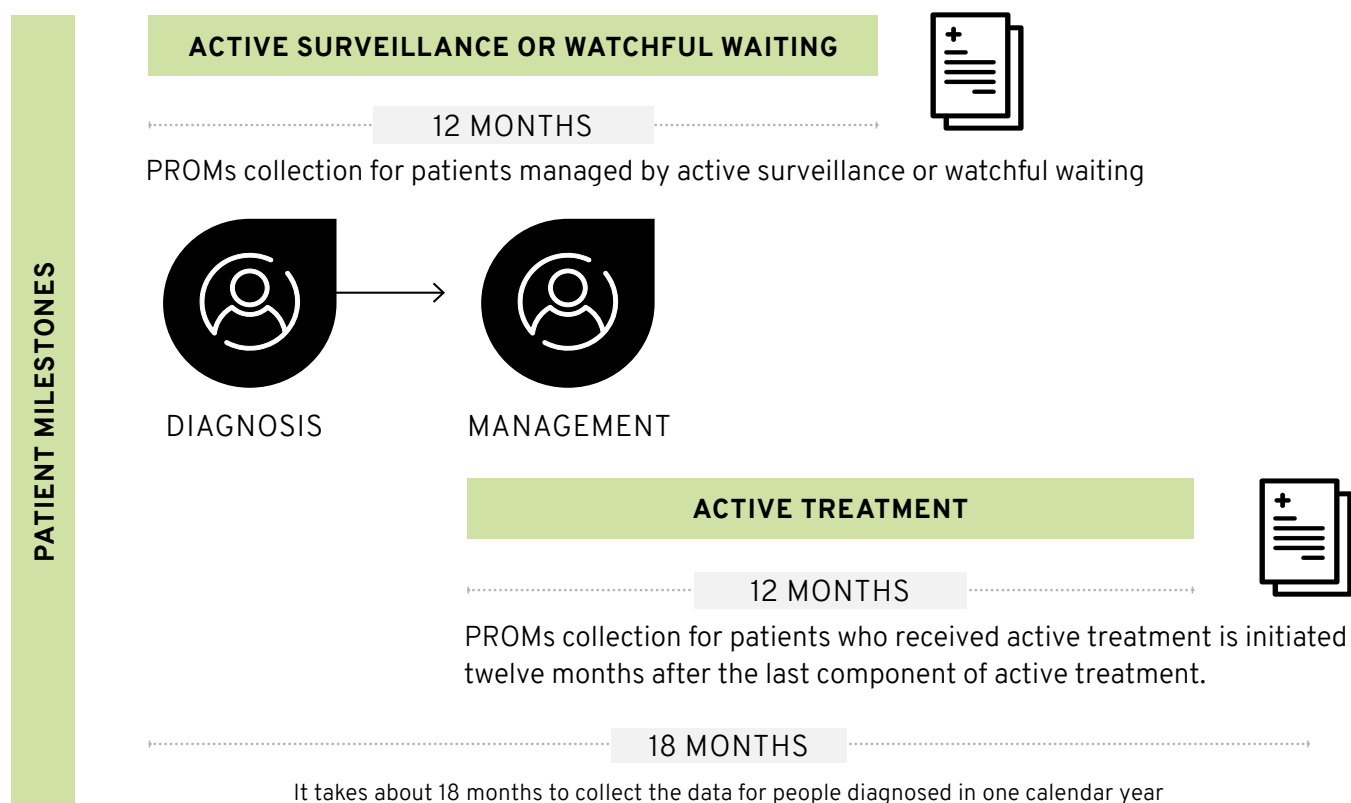 PATIENT MILESTONES
ACTIVE SURVEILLANCE OR WATCHFUL WAITING
12 MONTHS
PROMs collection for patients managed by active surveillance or watchful waiting
DIAGNOSIS
MANAGEMENT
ACTIVE TREATMENT
12 MONTHS
PROMs collection for patients who received active treatment is initiated
twelve months after the last component of active treatment.
18 MONTHS
It takes about 18 months to collect the data for people diagnosed in one calendar year